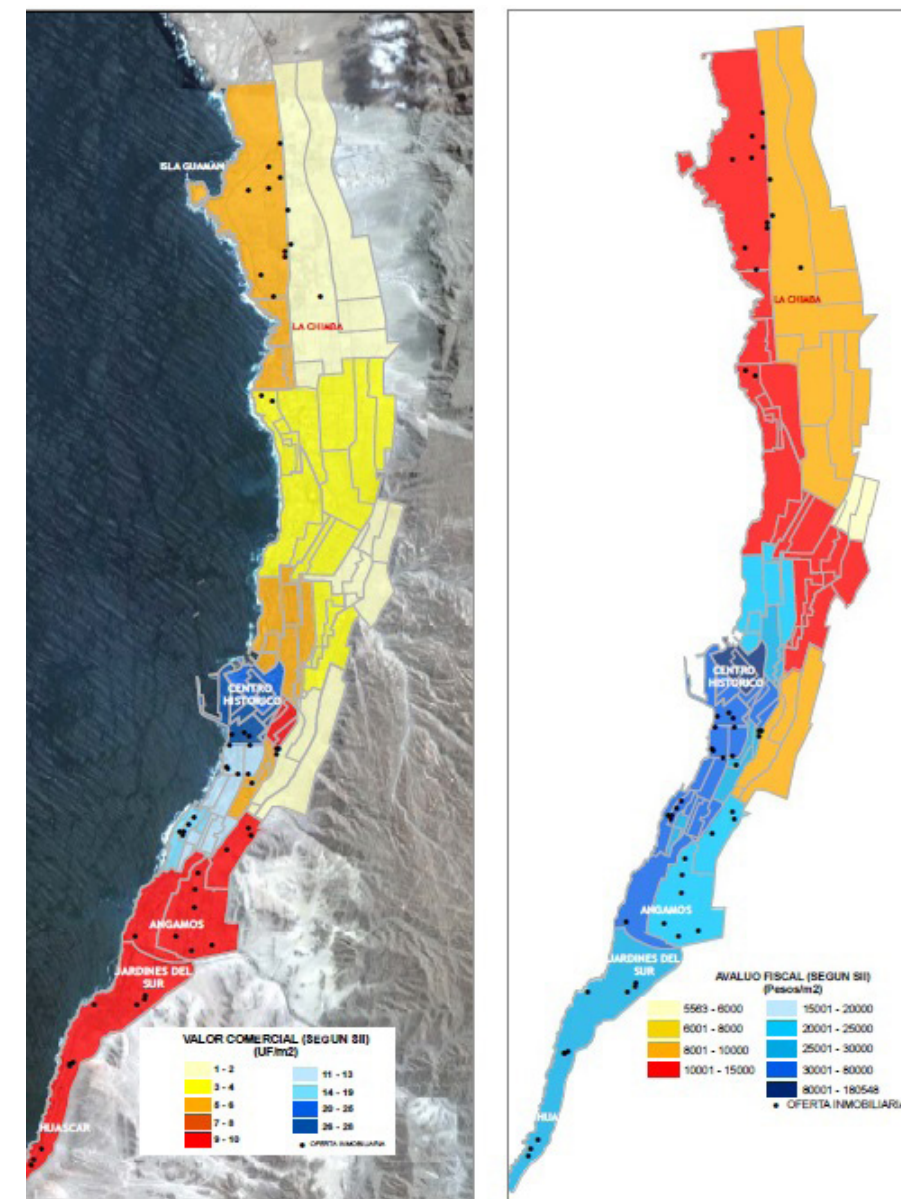 ISLA GUAMÁN
LA CHIMBA
CENTRO
HISTORICO
ANGAMOS
JARDINES DEL
SUR
HUASCAR
VALOR COMERCIAL (SEGUN SII)
(UF/m2)
1 - 2
3 - 4
5 - 6
7 - 8
9 - 10
11 - 13
14 - 19
20 - 25
26 - 28
OFERTA INMOBILIARIA
LA CHIMBA
CENTRO
HISTORICO
ANGAMOS
JARDINES DEL
SUR
HUA
AVALUO FISCAL (SEGUN SII)
(Pesos/m2)
5563 - 6000
6001 - 8000
8001 - 10000
10001 - 15000
15001 - 20000
20001 - 25000
25001 - 30000
30001 - 80000
80001 - 180548
OFERTA INMOBILIARIA